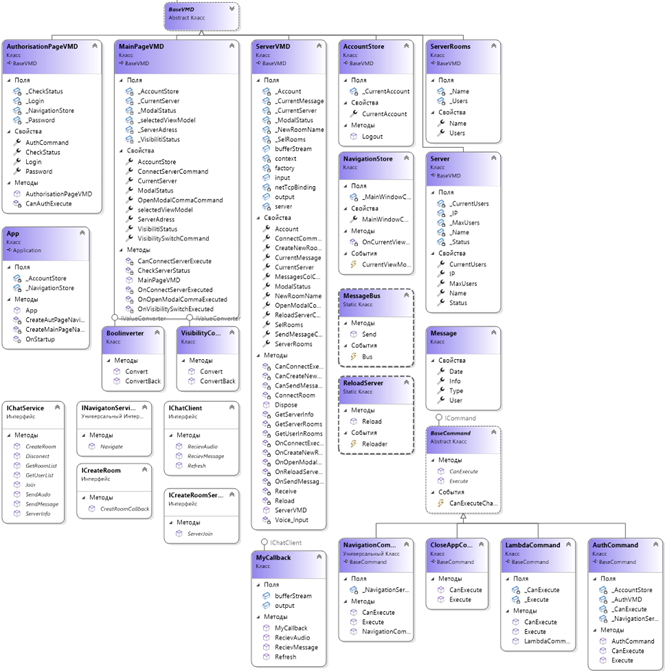 BaseVMD
Abstract Класс
AuthorisationPageVMD
Класс
BaseVMD
Поля
_CheckStatus
_Login
_NavigationStore
_Password
Свойства
AuthCommand
CheckStatus
Login
Password
Методы
AuthorisationPageVMD
CanAuthExecute
MainPageVMD
Класс
BaseVMD
Поля
_AccountStore
_CurrentServer
_ModalStatus
_selectedViewModel
_ServerAdress
_VisibilitiStatus
Свойства
AccountStore
ConnectServerCommand
CurrentServer
ModalStatus
OpenModalCommaCommand
selectedViewModel
ServerAdress
VisibilitiStatus
VisibilitySwitchCommand
Методы
CanConnectServerExecute
CheckServerStatus
MainPageVMD
OnConnectServerExecuted
OnOpenModalCommaExecuted
OnVisibilitySwitchExecuted
ServerVMD
Класс
BaseVMD
Поля
_Account
_CurrentMessage
_CurrentServer
_ModalStatus
_NewRoomName
_SelRooms
bufferStream
context
factory
input
netTcpBinding
output
server
Свойства
Account
ConnectComm...
CreateNewRoo...
CurrentMessage
CurrentServer
MessagesColC...
ModalStatus
NewRoomName
OpenModalCo...
ReloadServerC...
SelRooms
SendMessageC...
ServerRooms
Методы
CanConnectExe...
CanCreateNew...
CanSendMessa...
ConnectRoom
Dispose
GetServerInfo
GetServerRooms
GetUserInRooms
OnConnectExec...
OnCreateNewR...
OnOpenModal...
OnReloadServe...
OnSendMessag...
Receive
Reload
ServerVMD
Voice_Input
AccountStore
Класс
BaseVMD
Поля
_CurrentAccount
Свойства
CurrentAccount
Методы
Logout
ServerRooms
Класс
BaseVMD
Поля
_Name
_Users
Свойства
Name
Users
NavigationStore
Класс
Поля
_MainWindowC...
Свойства
MainWindowC...
Методы
OnCurrentView...
События
CurrentViewMo...
Server
Класс
BaseVMD
Поля
_CurrentUsers
_IP
_MaxUsers
_Name
_Status
Свойства
CurrentUsers
IP
MaxUsers
Name
Status
App
Класс
Application
Поля
_AccountStore
_NavigationStore
Методы
App
CreateAutPageNavi...
CreateMainPageNa...
OnStartup
MessageBus
Static Класс
Методы
Send
События
Bus
ReloadServer
Static Класс
Методы
Reload
События
Reloader
Message
Класс
Свойства
Date
Info
Type
User
IValueConverter
BoolInverter
Класс
Методы
Convert
ConvertBack
IValueConverter
VisibilityCo...
Класс
Методы
Convert
ConvertBack
IChatService
Интерфейс
Методы
CreateRoom
Disconect
GetRoomList
GetUserList
Join
SendAudo
SendMessage
ServerInfo
INavigatonServi...
Универсальный Интер...
Методы
Navigate
ICreateRoom
Интерфейс
Методы
CreatRoomCallback
IChatClient
Интерфейс
Методы
RecievAudio
RecievMessage
Refresh
ICreateRoomSer...
Интерфейс
Методы
ServerJoin
ICommand
BaseCommand
Abstract Класс
Методы
CanExecute
Execute
События
CanExecuteCha...
IChatClient
MyCallback
Класс
Поля
bufferStream
output
Методы
MyCallback
RecievAudio
RecievMessage
Refresh
NavigationCom...
Универсальный Класс
BaseCommand
Поля
_NavigationSer...
Методы
CanExecute
Execute
NavigationCom...
CloseAppCo...
Класс
BaseCommand
Методы
CanExecute
Execute
LambdaCommand
Класс
BaseCommand
Поля
_CanExecute
_Execute
Методы
CanExecute
Execute
LambdaComm...
AuthCommand
Класс
BaseCommand
Поля
_AccountStore
_AuthVMD
_CanExecute
_NavigationSer...
Методы
AuthCommand
CanExecute
Execute